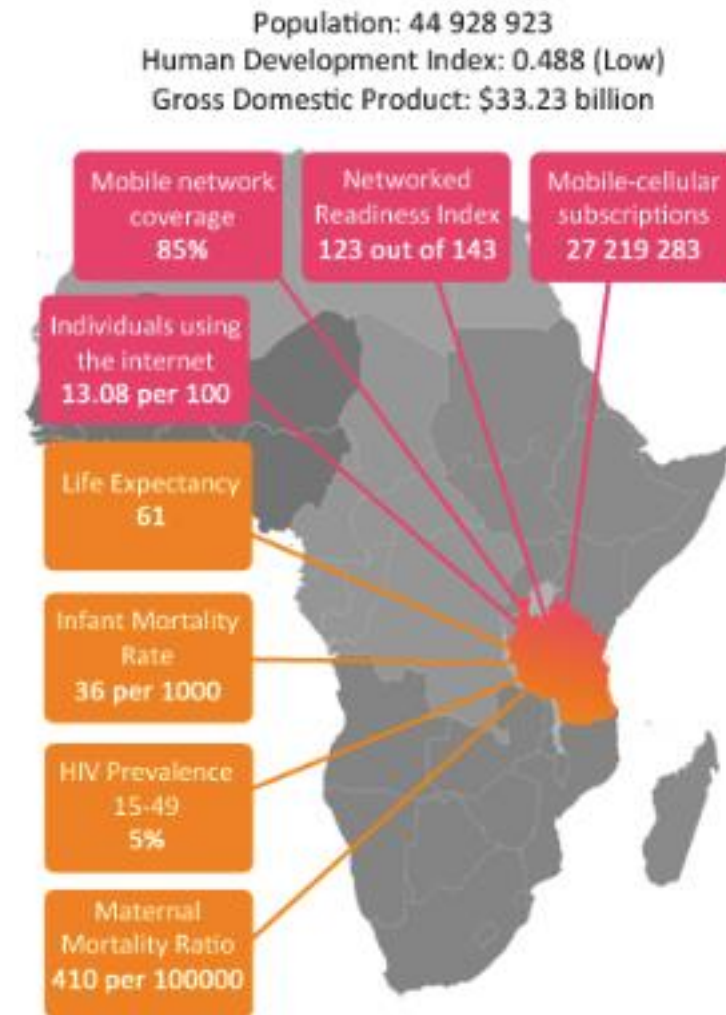 Population: 44 928 923
Human Development Index: 0.488 (Low)
Gross Domestic Product: $33.23 billion
Mobile network
coverage
85%
Networked
Readiness Index
123 out of 143
Mobile-cellular
subscriptions
27 219 283
Individuals using
the internet
13.08 per 100
Life Expectancy
61
Infant Mortality
Rate
36 per 1000
HIV Prevalence
15-49
5%
Maternal
Mortality Ratio
410 per 100000